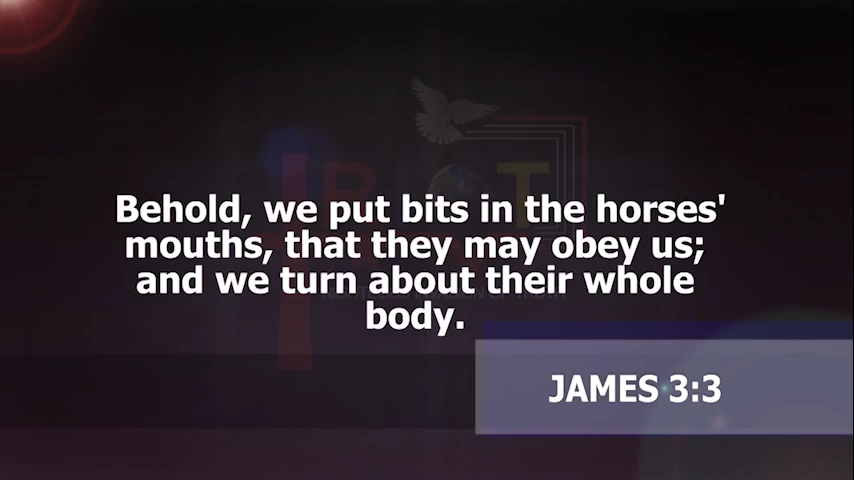 RIOT
Behold, we put bits in the horses'
mouths, that they may obey us;
and we turn about their whole
body.
JAMES 3:3